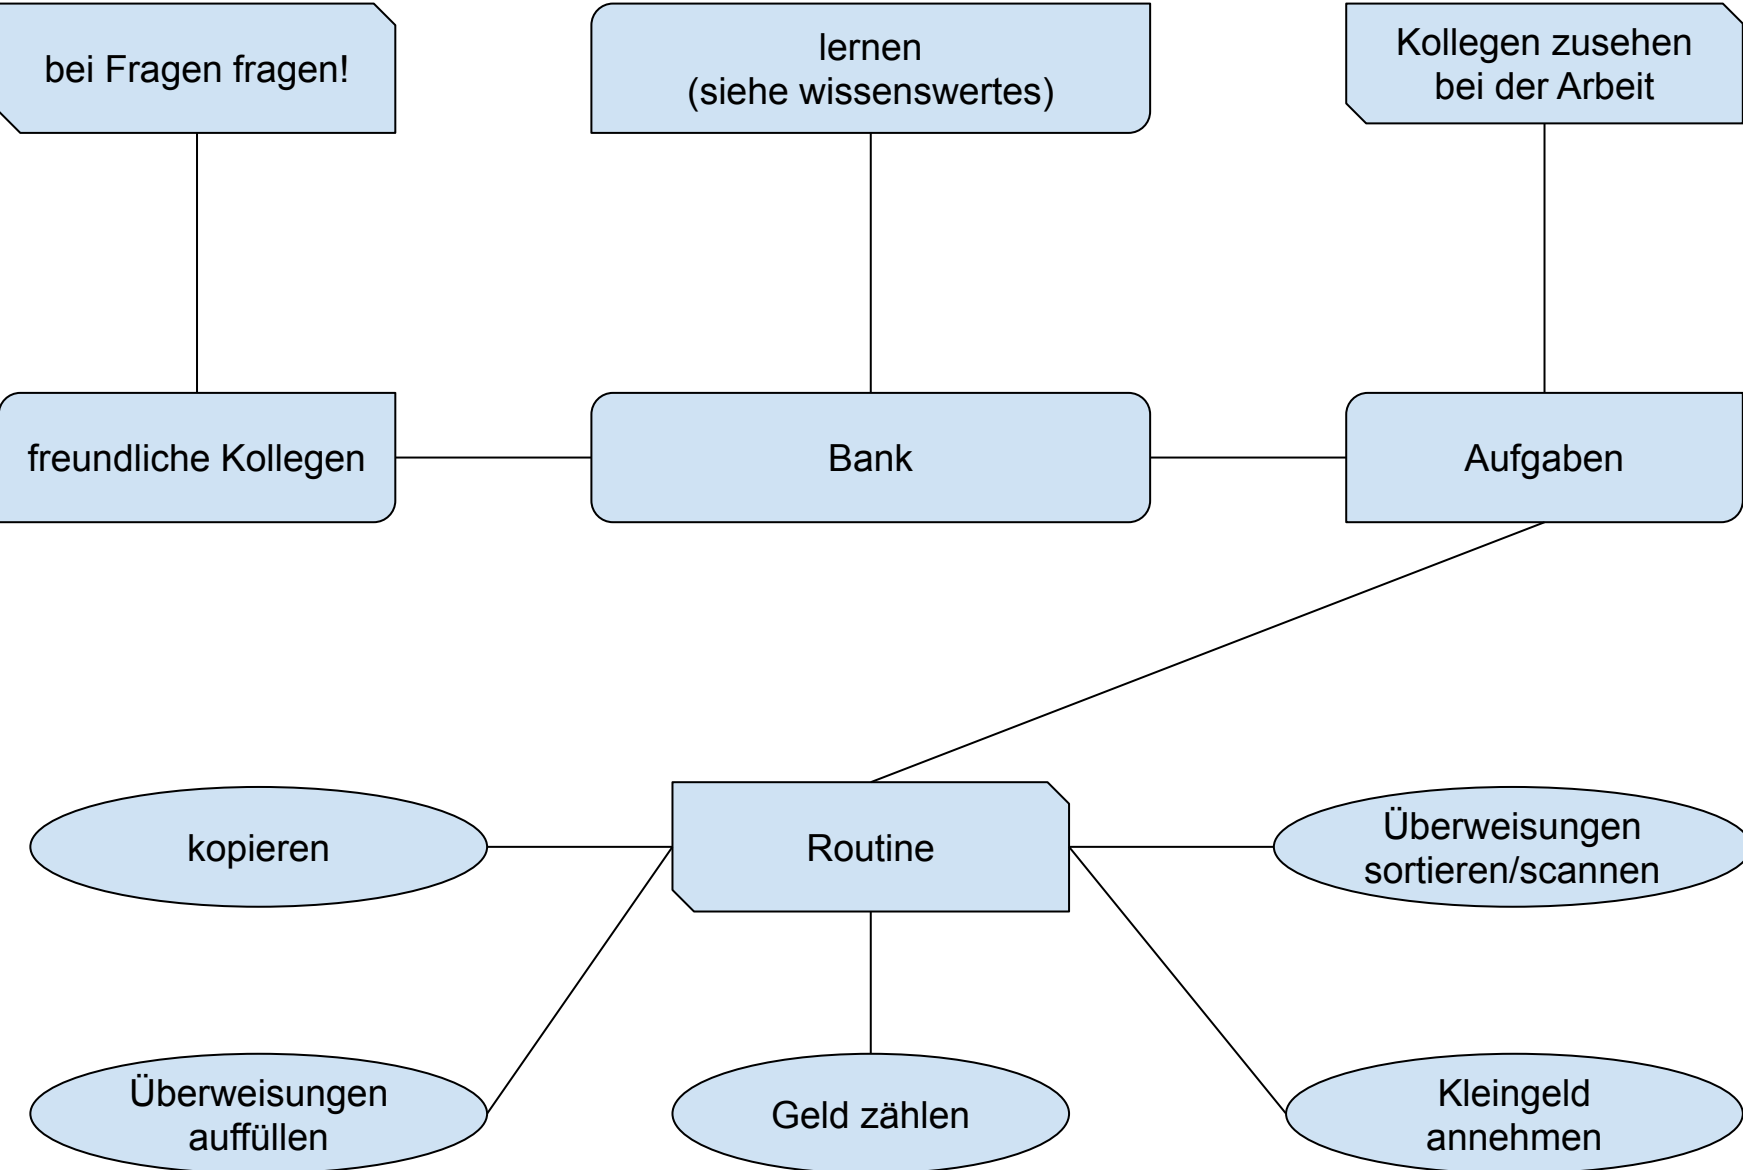 bei Fragen fragen!
lernen
(siehe wissenswertes)
Kollegen zusehen
bei der Arbeit
freundliche Kollegen
Bank
Aufgaben
kopieren
Routine
Überweisungen
sortieren/scannen
Überweisungen
auffüllen
Geld zählen
Kleingeld
annehmen